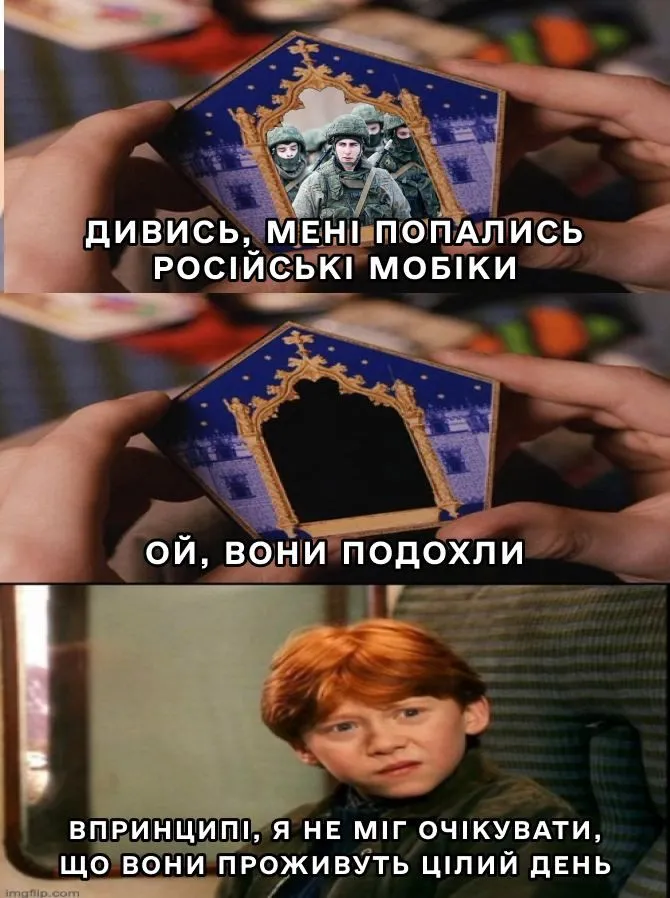 ДИВИСЬ, МЕНІ ПОПАЛИСЬ
РОСІЙСЬКІ МОБІКИ
ОЙ, ВОНИ ПОДОХЛИ
ВПРИНЦИПІ, Я НЕ МІГ ОЧІКУВАТИ,
ЩО ВОНИ ПРОЖИВУТЬ ЦІЛИЙ ДЕНЬ
imgflip.com